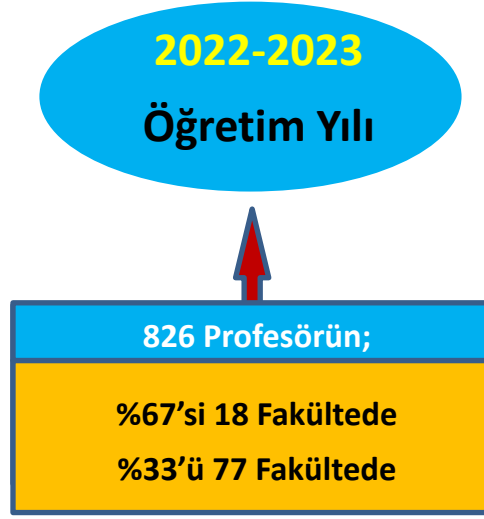 2022-2023
Öğretim Yılı
826 Profesörün;
%67’si 18 Fakültede
%33’ü 77 Fakültede